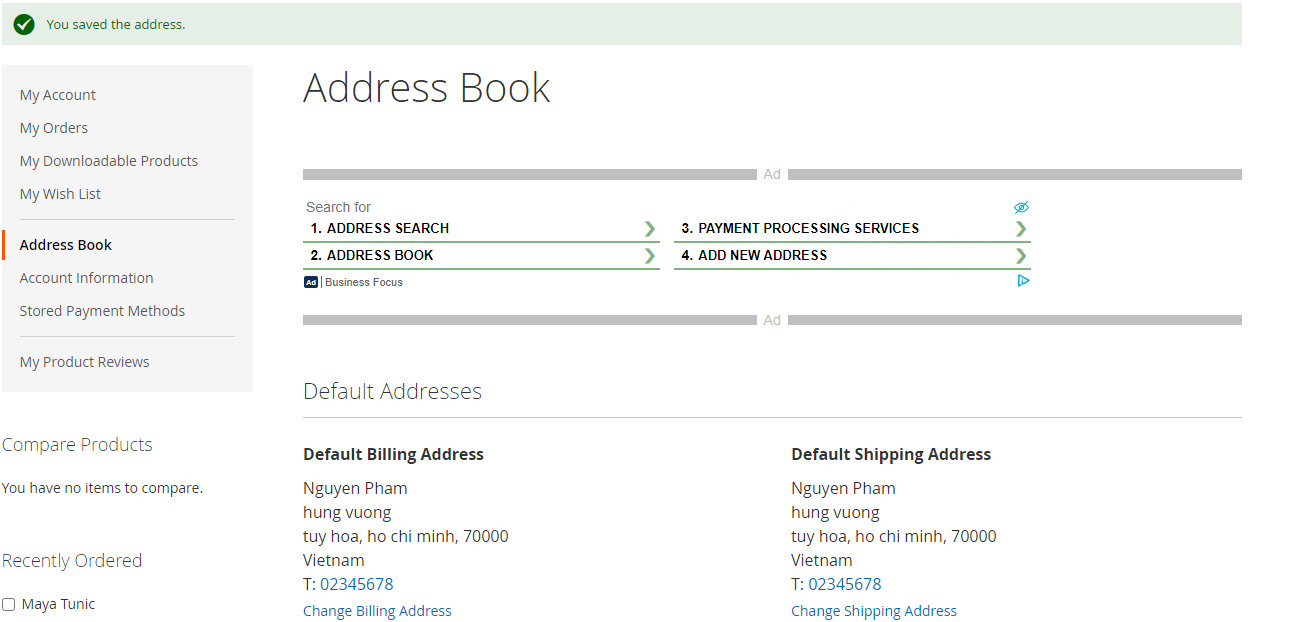 You saved the address.
My Account
My Orders
My Downloadable Products
My Wish List
Address Book
Account Information
Stored Payment Methods
My Product Reviews
Compare Products
You have no items to compare.
Recently Ordered
Maya Tunic
Address Book
Ad
Search for
1. ADDRESS SEARCH
2. ADDRESS BOOK
3. PAYMENT PROCESSING SERVICES
4. ADD NEW ADDRESS
Ad | Business Focus
Ad
Default Addresses
Default Billing Address
Nguyen Pham
hung vuong
tuy hoa, ho chi minh, 70000
Vietnam
T: 02345678
Change Billing Address
Default Shipping Address
Nguyen Pham
hung vuong
tuy hoa, ho chi minh, 70000
Vietnam
T: 02345678
Change Shipping Address